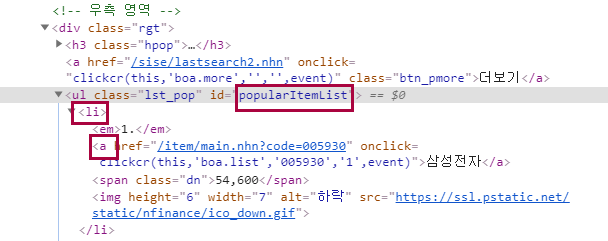 <!-- 우측 영역 -->
▼<div class="rgt">
▶<h3 class="hpop">…</h3>
<a href="/sise/lastsearch2.nhn" onclick=
"clickcr(this,'boa.more','','',event)" class="btn_pmore">더보기</a>
▼<ul class="lst_pop" id="popularItemList"> == $0
▼<li>
<em>1.</em>
<a href="/item/main.nhn?code=005930" onclick=
"clickcr(this,'boa.list','005930','1',event)">삼성전자</a>
<span class="dn">54,600</span>
<img height="6" width="7" alt="하락" src="https://ssl.pstatic.net/
static/nfinance/ico_down.gif">
</li>